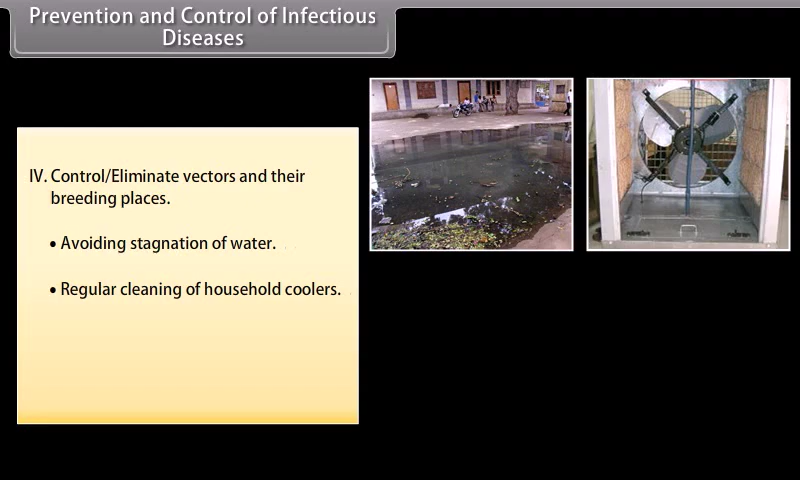 Prevention and Control of Infectious
Diseases
IV. Control/Eliminate vectors and their
breeding places.
• Avoiding stagnation of water.
• Regular cleaning of household coolers.